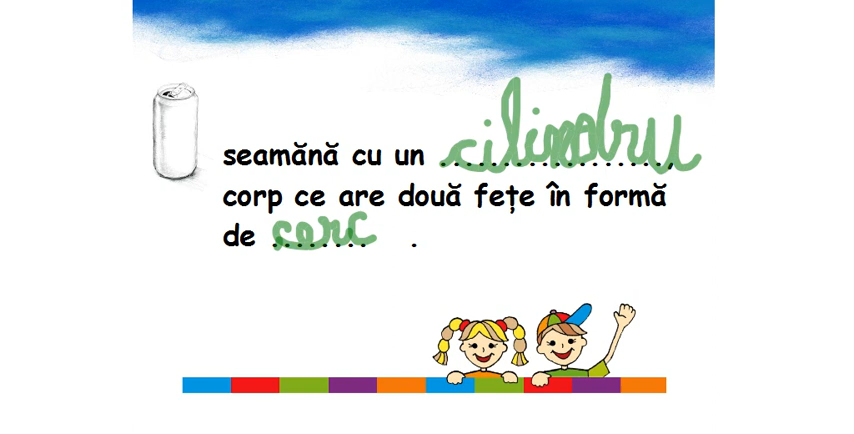 seamănă cu un cilindru,
corp ce are două fețe în formă
de cerc.